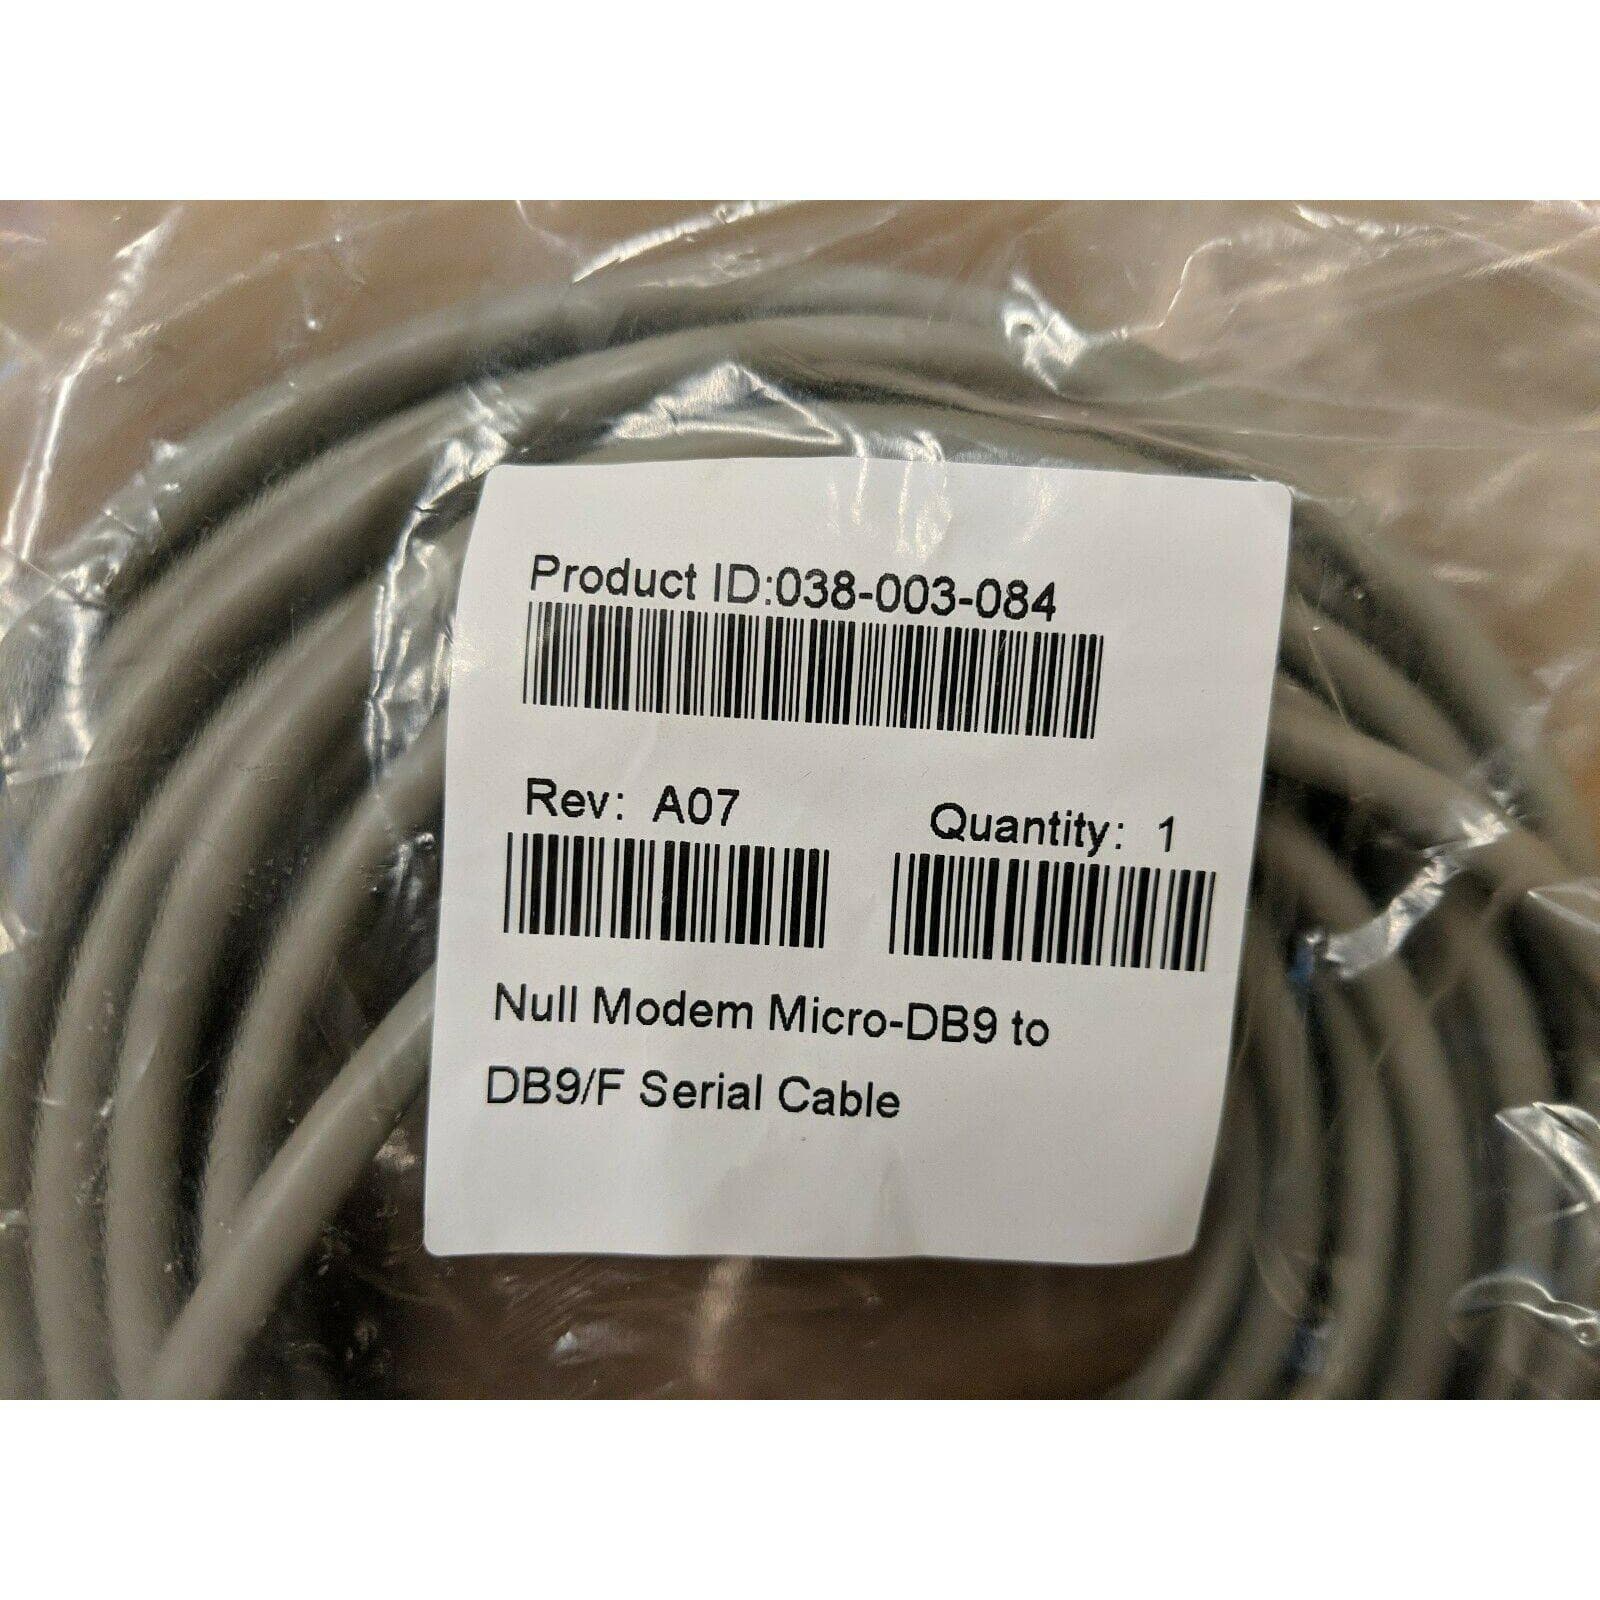 Product ID:038-003-084
Rev: A07 Quantity: 1
Null Modem Micro-DB9 to
DB9/F Serial Cable